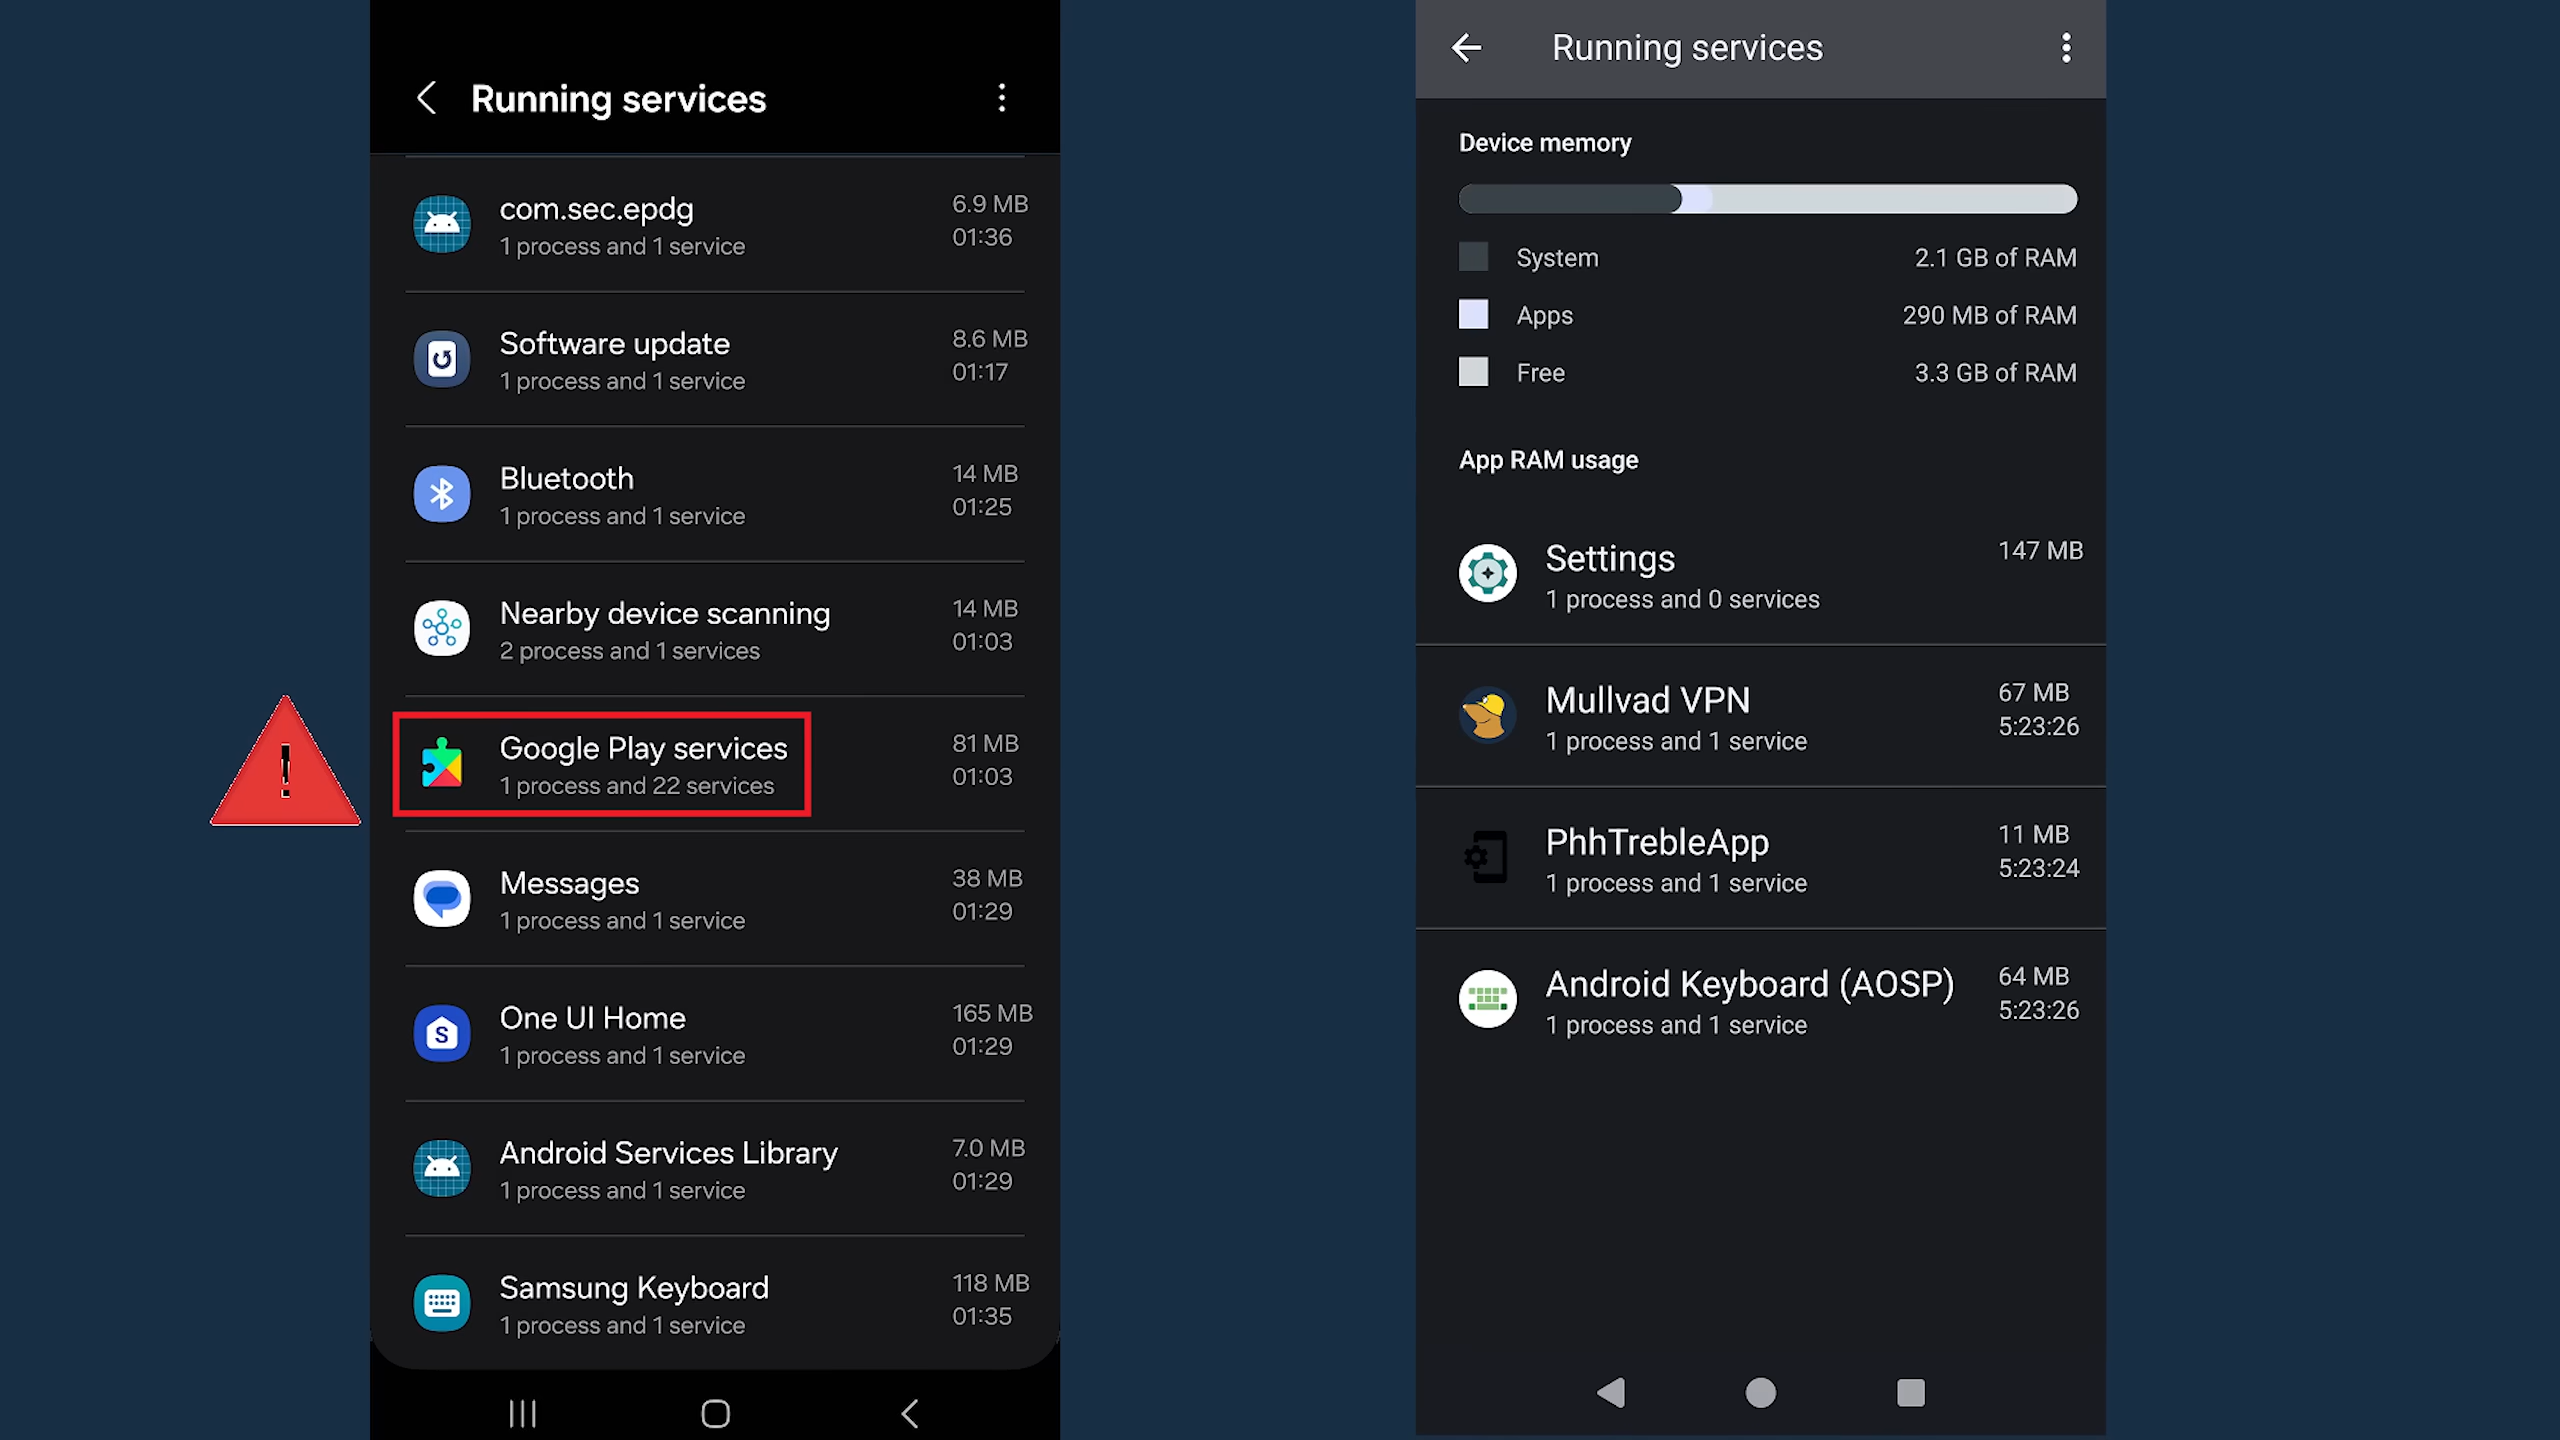 Running services
com.sec.epdg
6.9 MB
1 process and 1 service
01:36
Software update
8.6 MB
1 process and 1 service
01:17
Bluetooth
14 MB
1 process and 1 service
01:25
Nearby device scanning
14 MB
2 process and 1 services
01:03
!
Google Play services
81 MB
1 process and 22 services
01:03
Messages
38 MB
1 process and 1 service
01:29
One UI Home
165 MB
1 process and 1 service
01:29
Android Services Library
7.0 MB
1 process and 1 service
01:29
Samsung Keyboard
118 MB
1 process and 1 service
01:35
Running services
Device memory
System 2.1 GB of RAM
Apps 290 MB of RAM
Free 3.3 GB of RAM
App RAM usage
Settings
147 MB
1 process and 0 services
Mullvad VPN
67 MB
1 process and 1 service
5:23:26
PhhTrebleApp
11 MB
1 process and 1 service
5:23:24
Android Keyboard (AOSP)
64 MB
1 process and 1 service
5:23:26